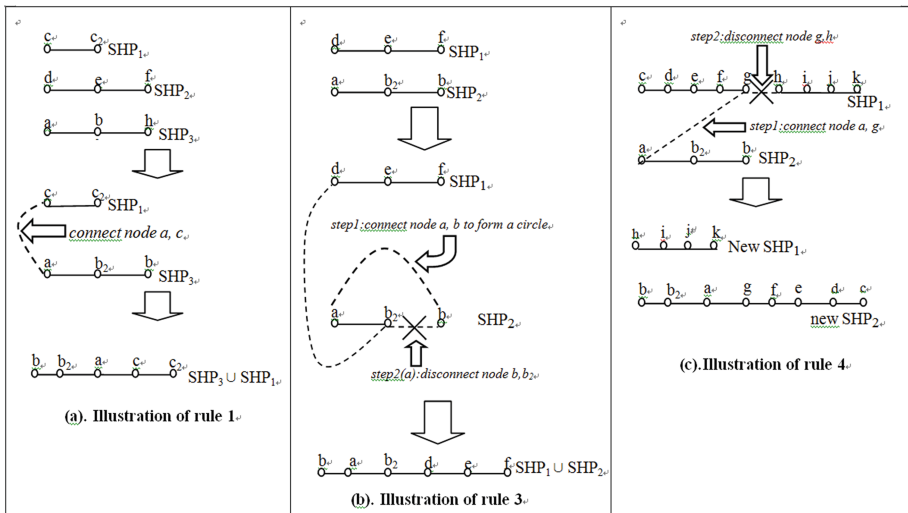 c c2 SHP1
d e f SHP2
a b h SHP3
c c2 SHP1
connect node a, c
a b2 b SHP3
b b2 a c c2 SHP3 ∪ SHP1
(a). Illustration of rule 1
d e f SHP1
a b2 b SHP2
d e f SHP1
step1:connect node a, b to form a circle
a b2 b SHP2
step2(a):disconnect node b,b2
b a b2 d e f SHP1 ∪ SHP2
(b). Illustration of rule 3
step2:disconnect node g,h
c d e f g h i j k
SHP1
step1:connect node a, g
a b2 b SHP2
h i j k New SHP1
b b2 a g f e d c
new SHP2
(c).Illustration of rule 4